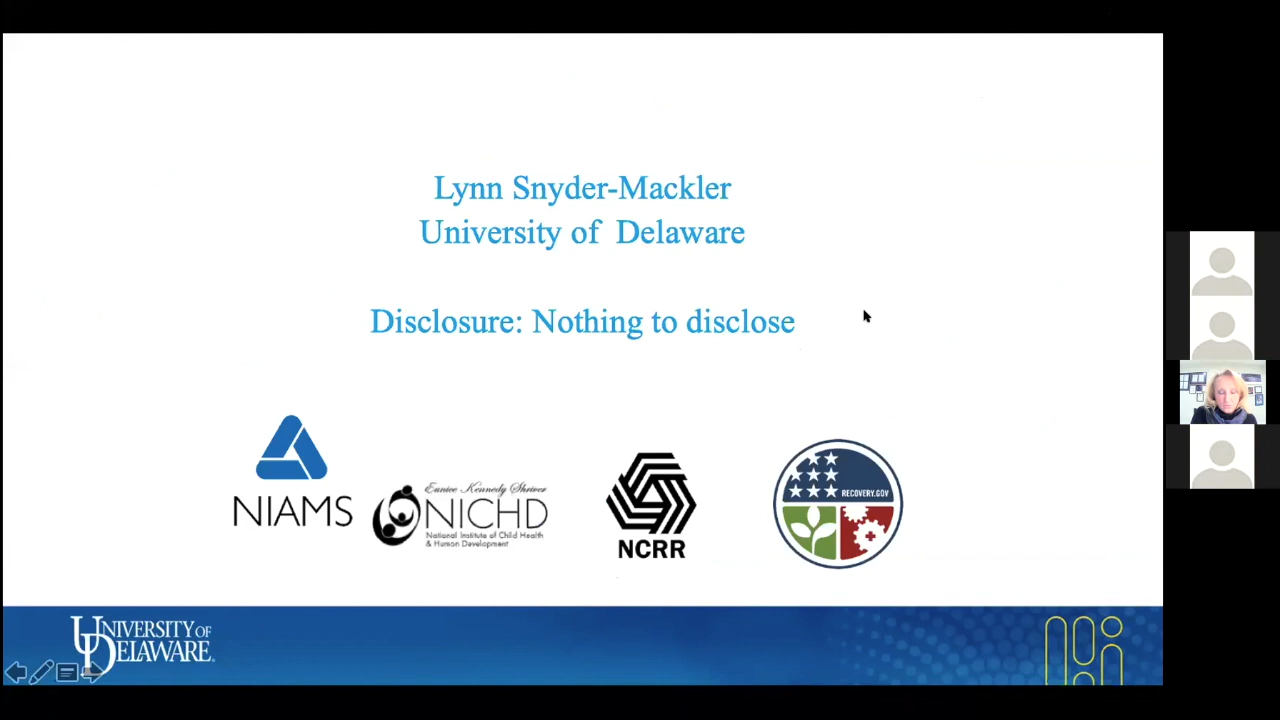 Lynn Snyder-Mackler
University of Delaware
Disclosure: Nothing to disclose
NIAMS
Eunice Kennedy Shriver
NICHD
National Institute of Child Health
& Human Development
NCRR
RECOVERY.GOV
UNIVERSITY OF
DELAWARE